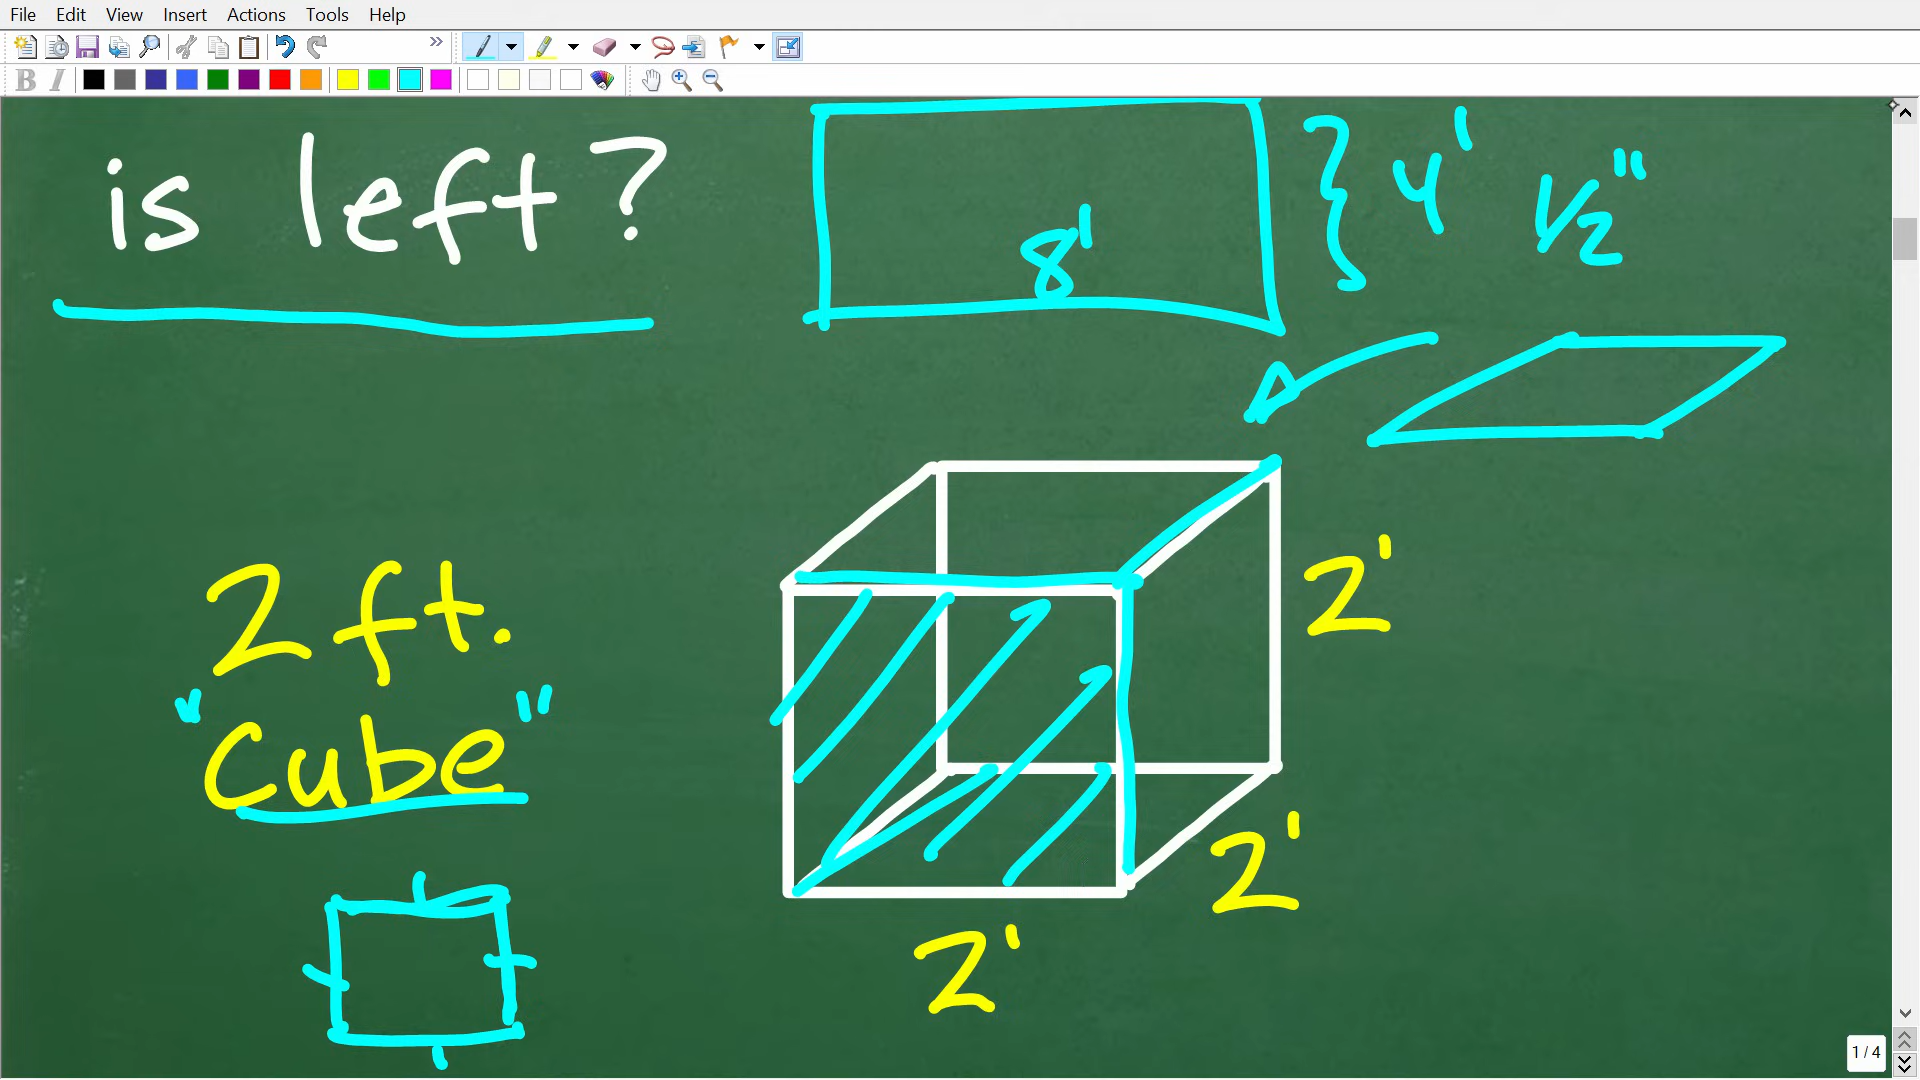 File Edit View Insert Actions Tools Help
B I
is left?
8'
4' 1/2"
2 ft.
"Cube"
2'
2'
2'
1 / 4